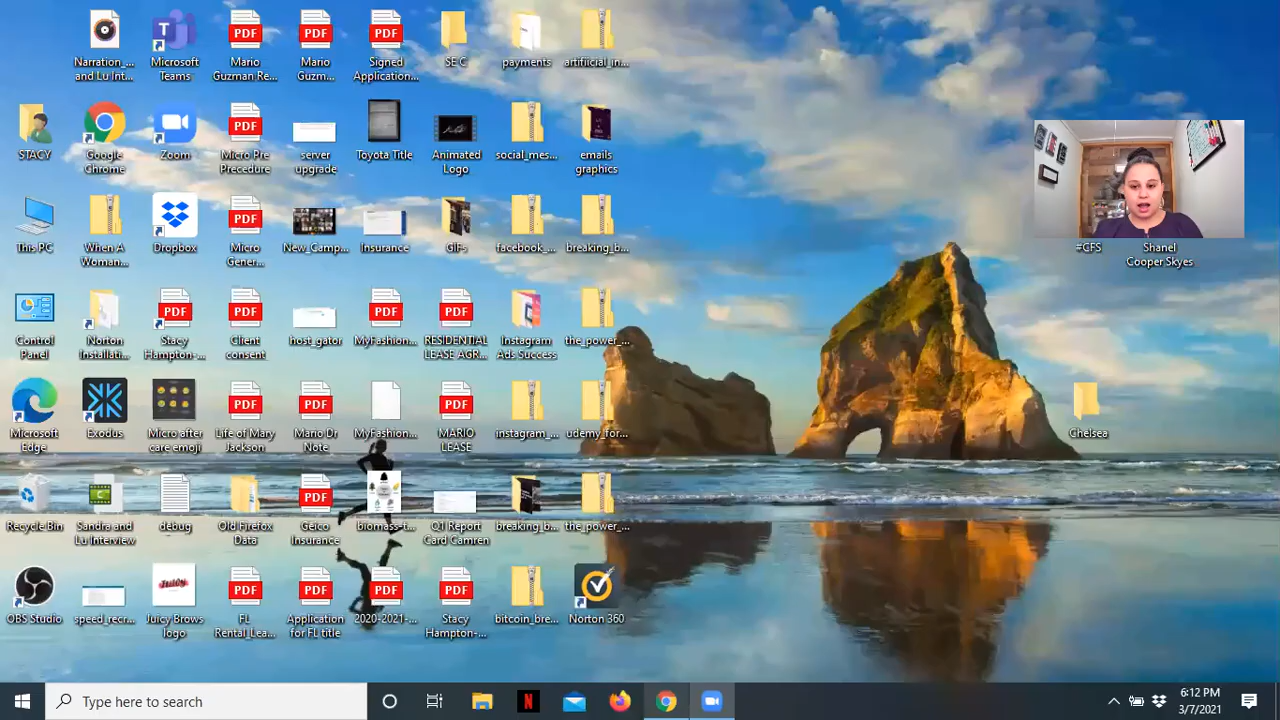 Narration_...
and Lu Int...
Microsoft
Teams
PDF
Mario
Guzman Re...
PDF
Mario
Guzm...
PDF
Signed
Application...
SE C
payments
artifiicial_in...
STACY
Google
Chrome
Zoom
PDF
Micro Pre
Precedure
server
upgrade
Toyota Title
Animated
Logo
social_mes...
emails
graphics
This PC
When A
Woman...
Dropbox
PDF
Micro
Gener...
New_Camp...
Insurance
GIFs
facebook_...
breaking_b...
#CFS
Shanel
Cooper Skyes
Control
Panel
Norton
Installati...
PDF
Stacy
Hampton-...
PDF
Client
consent
host_gator
PDF
MyFashion...
PDF
RESIDENTIAL
LEASE AGR...
Instagram
Ads Success
the_power_...
Microsoft
Edge
Exodus
Micro after
care emoji
PDF
Life of Mary
Jackson
PDF
Mario Dr
Note
MyFashion...
PDF
MARIO
LEASE
instagram_...
udemy_for...
Chelsea
Recycle Bin
Sandra and
Lu Interview
debug
Old Firefox
Data
PDF
Geico
Insurance
biomass-t...
Q1 Report
Card Camren
breaking_b...
the_power_...
OBS Studio
speed_recr...
Juicy Brows
logo
PDF
FL
Rental_Lea...
PDF
Application
for FL title
PDF
2020-2021-...
PDF
Stacy
Hampton-...
bitcoin_bre...
Norton 360
Type here to search
N
6:12 PM
3/7/2021